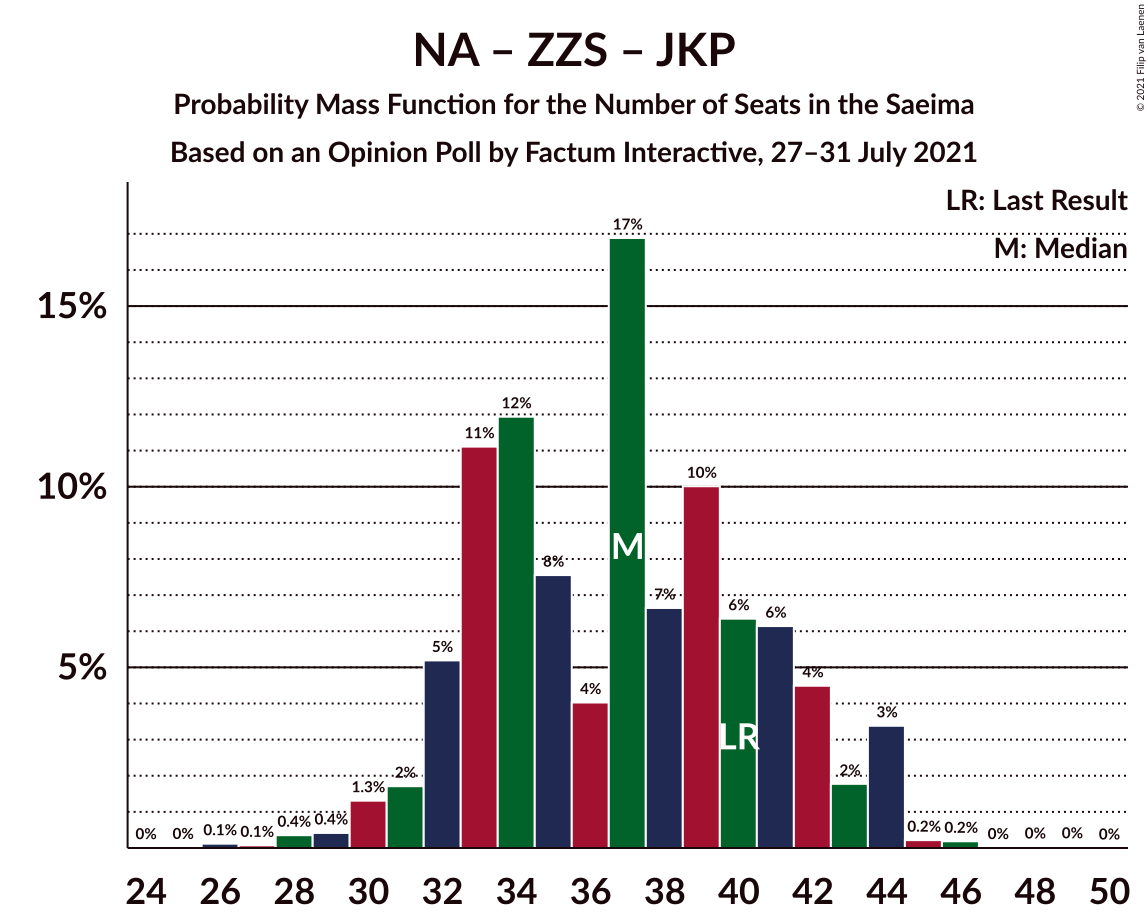 NA – ZZS – JKP
Probability Mass Function for the Number of Seats in the Saeima
Based on an Opinion Poll by Factum Interactive, 27–31 July 2021
© 2021 Filip van Laenen
LR: Last Result
M: Median
15%
10%
5%
0% 0% 0.1% 0.1% 0.4% 0.4% 1.3% 2% 5% 11% 12% 8% 4% 17% 7% 10% 6% 6% 4% 2% 3% 0.2% 0.2% 0% 0% 0% 0%
M
LR
24 26 28 30 32 34 36 38 40 42 44 46 48 50